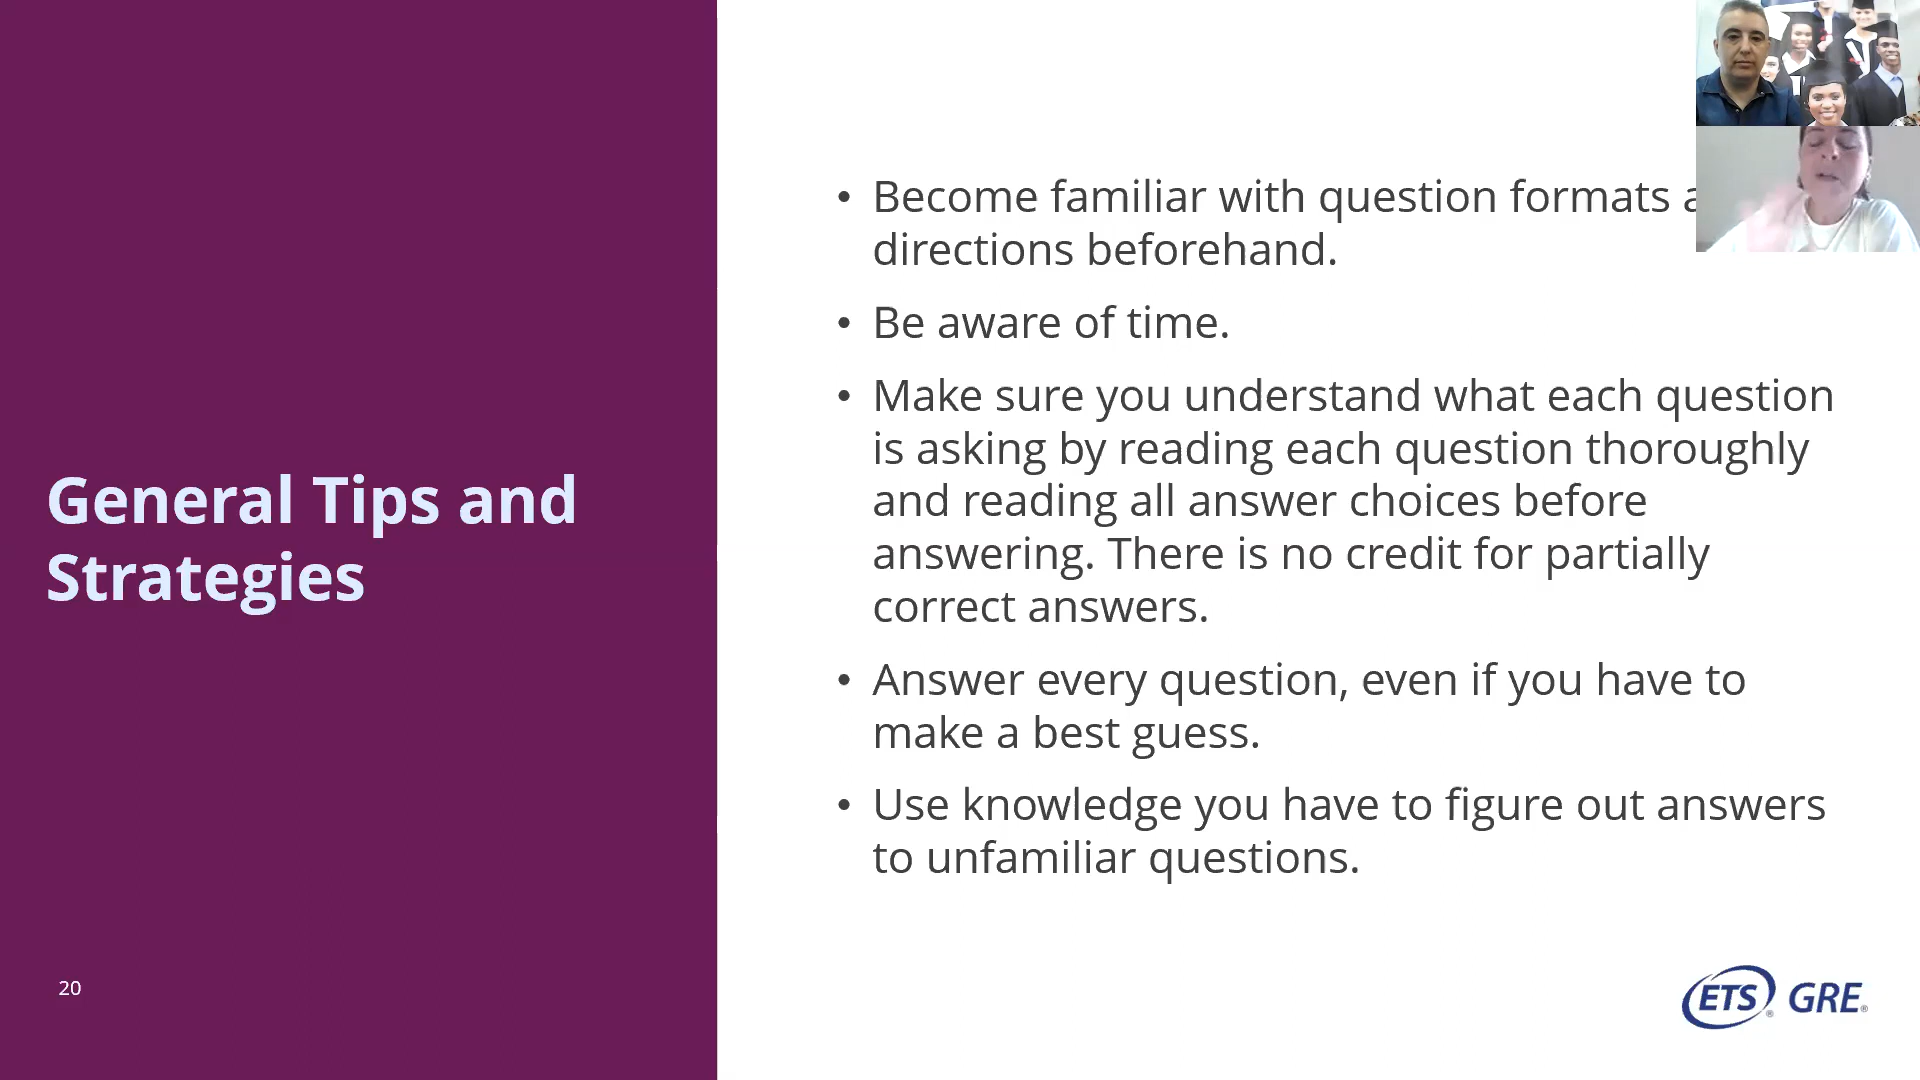 General Tips and
Strategies
• Become familiar with question formats
directions beforehand.
• Be aware of time.
• Make sure you understand what each question
is asking by reading each question thoroughly
and reading all answer choices before
answering. There is no credit for partially
correct answers.
• Answer every question, even if you have to
make a best guess.
• Use knowledge you have to figure out answers
to unfamiliar questions.
20
ETS® GRE®